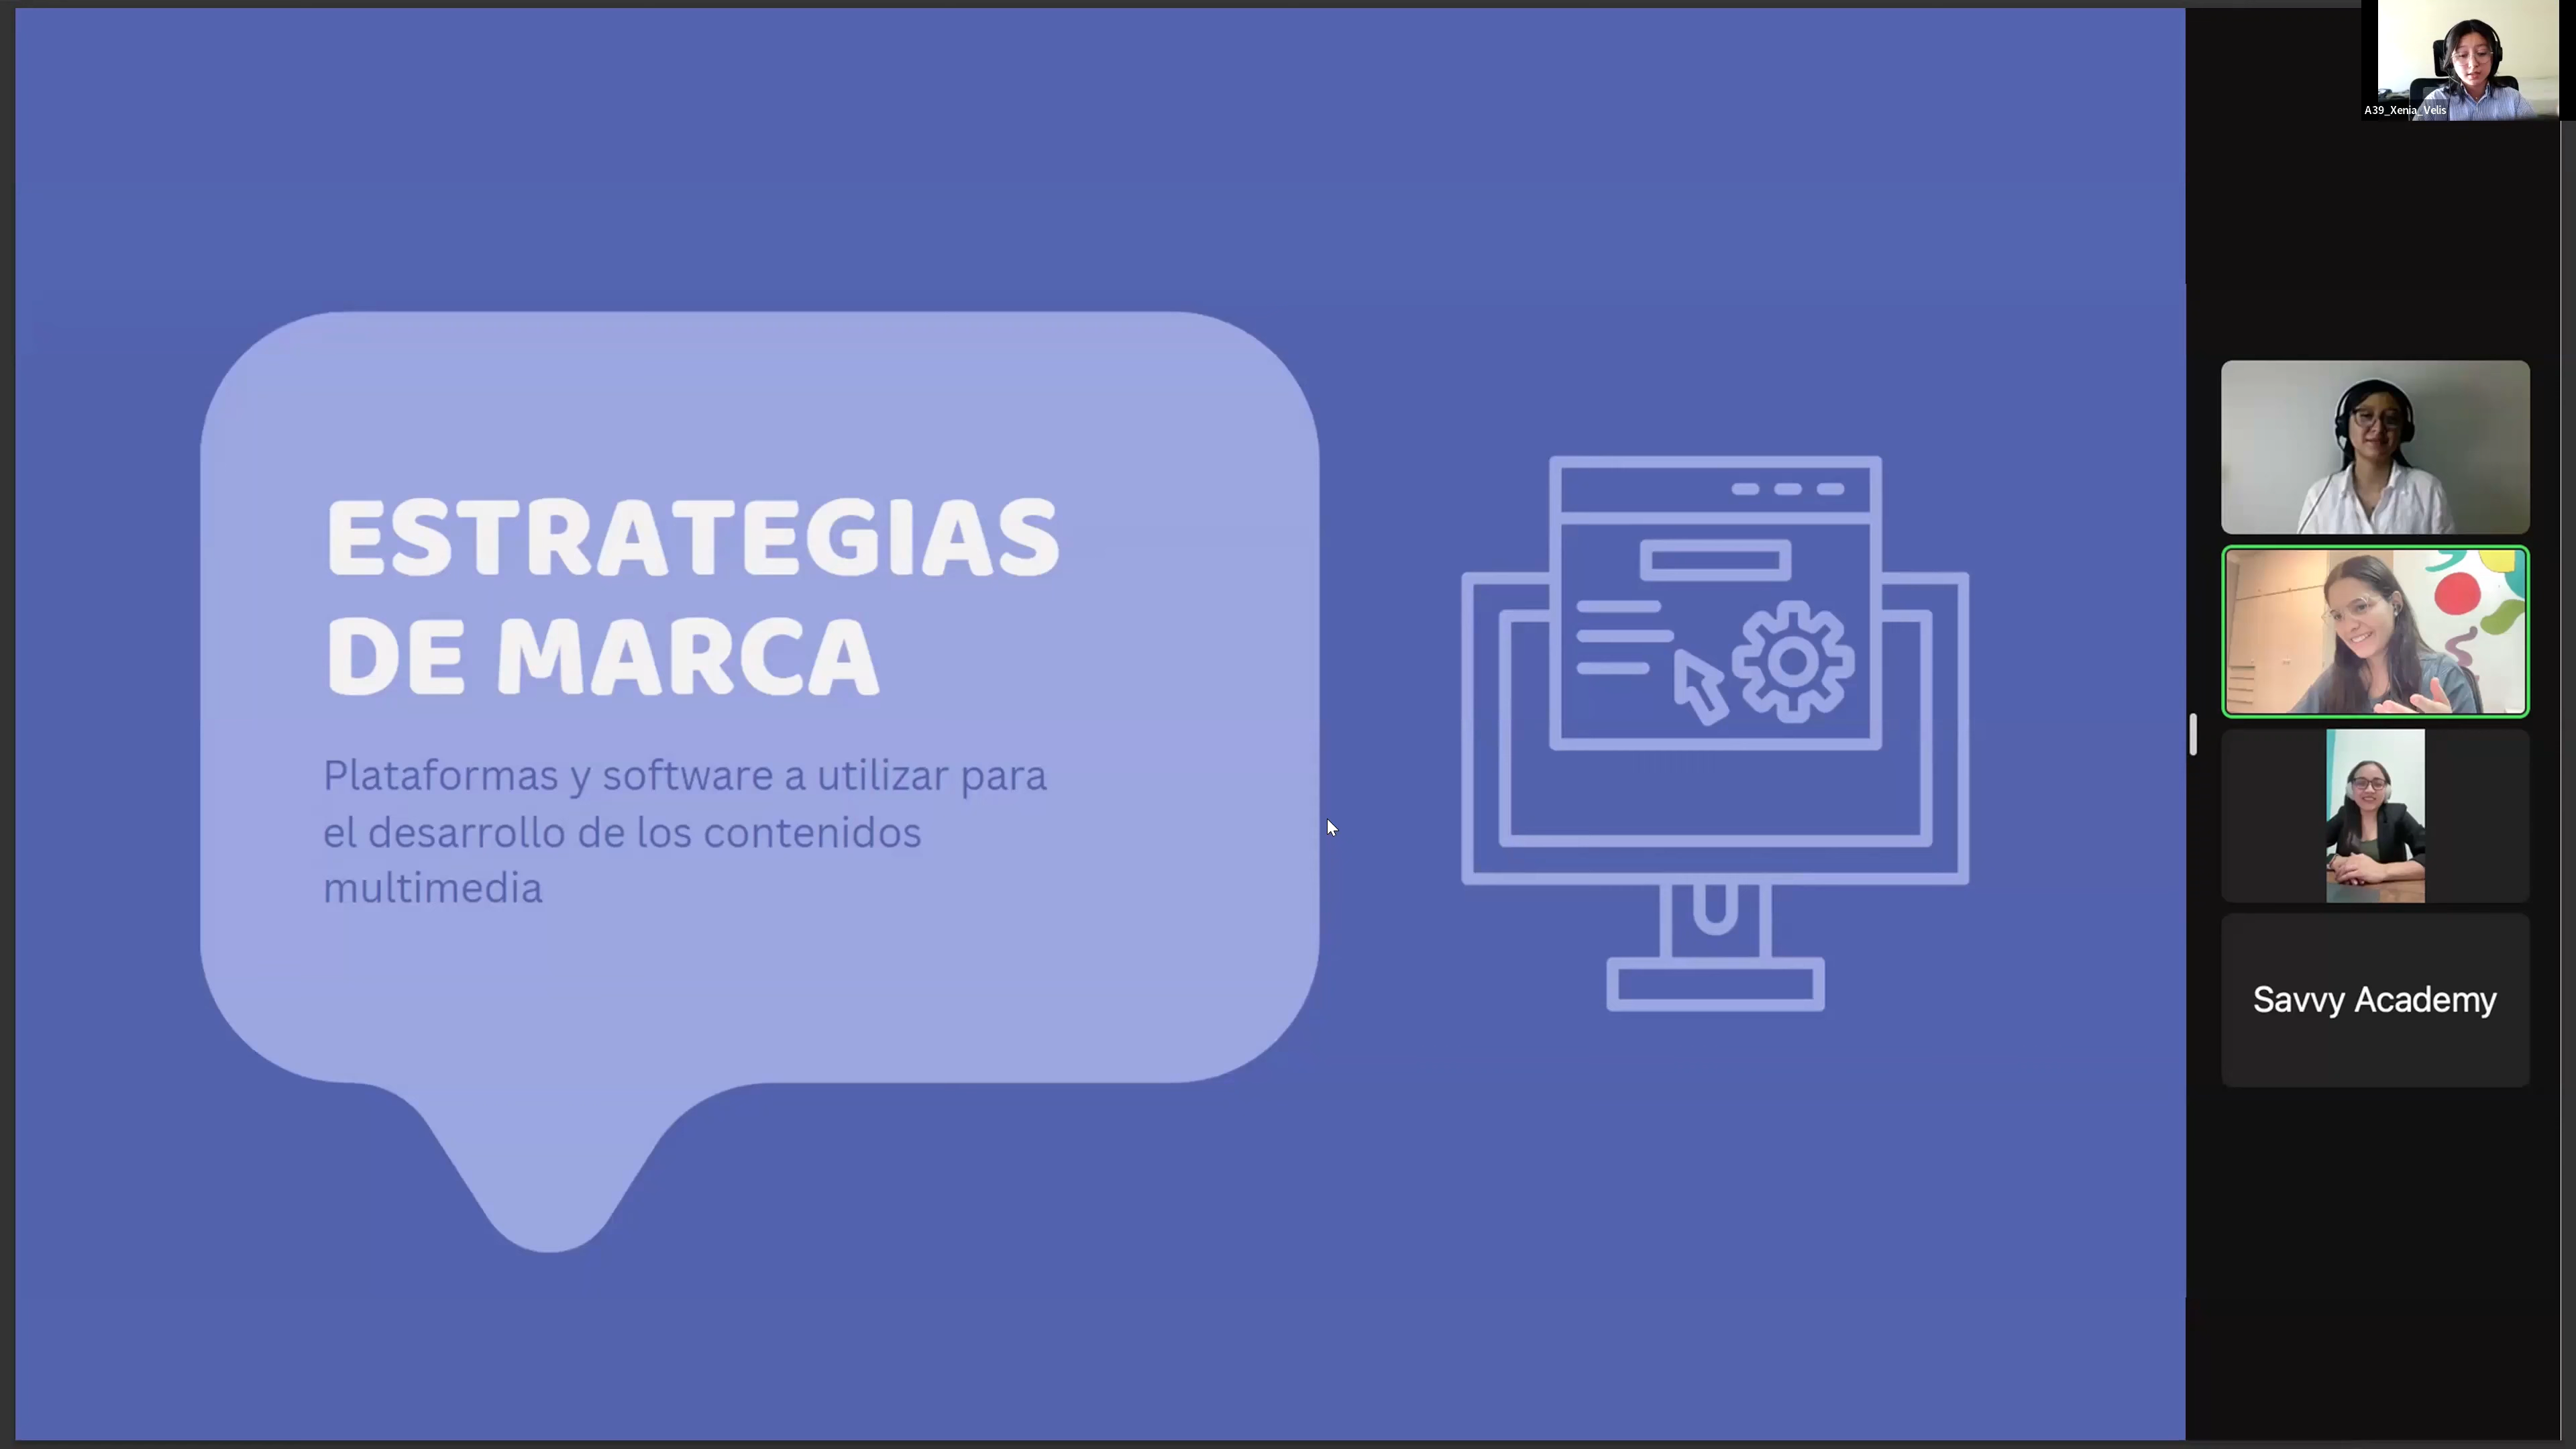 A39_Xenia_Velis
ESTRATEGIAS
DE MARCA
Plataformas y software a utilizar para
el desarrollo de los contenidos
multimedia
Savvy Academy